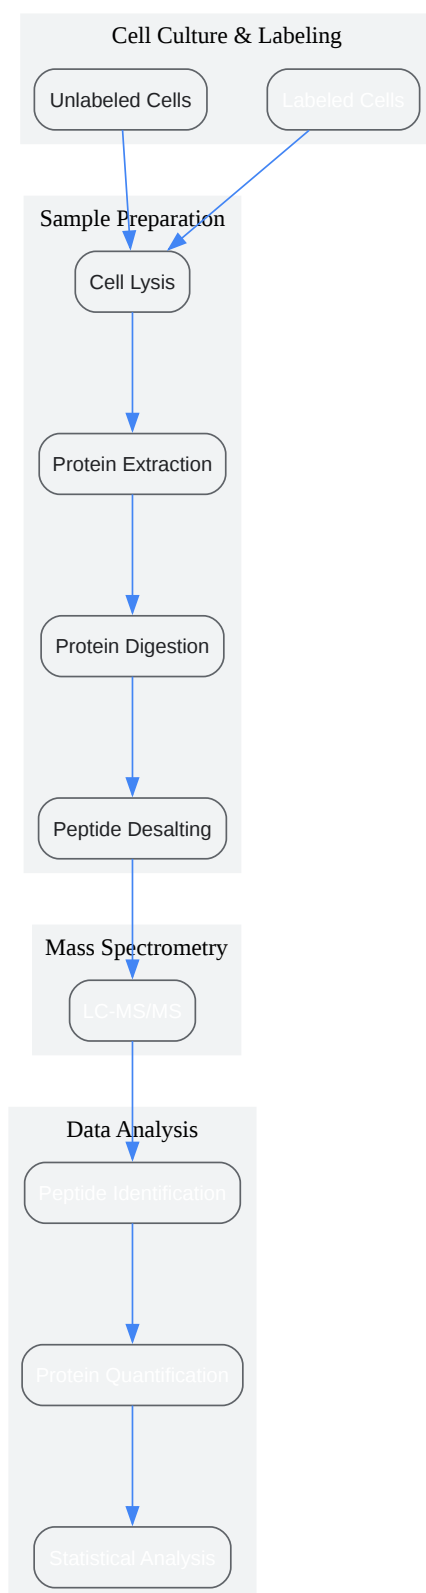 Cell Culture & Labeling
Unlabeled Cells
Labeled Cells
Sample Preparation
Cell Lysis
Protein Extraction
Protein Digestion
Peptide Desalting
Mass Spectrometry
LC-MS/MS
Data Analysis
Peptide Identification
Protein Quantification
Statistical Analysis